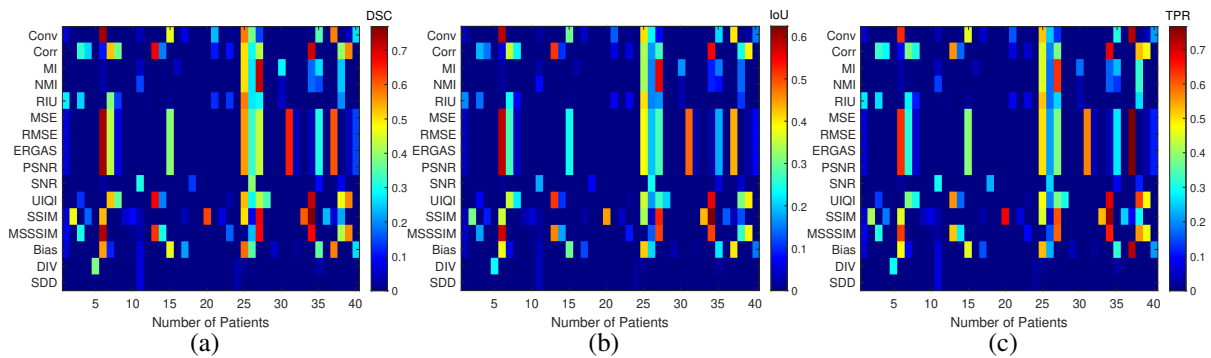 DSC
Conv
Corr
MI
NMI
RIU
MSE
RMSE
ERGAS
PSNR
SNR
UIQI
SSIM
MSSSIM
Bias
DIV
SDD
0.7
0.6
0.5
0.4
0.3
0.2
0.1
0
5 10 15 20 25 30 35 40
Number of Patients
(a)
IoU
Conv
Corr
MI
NMI
RIU
MSE
RMSE
ERGAS
PSNR
SNR
UIQI
SSIM
MSSSIM
Bias
DIV
SDD
0.6
0.5
0.4
0.3
0.2
0.1
0
5 10 15 20 25 30 35 40
Number of Patients
(b)
TPR
Conv
Corr
MI
NMI
RIU
MSE
RMSE
ERGAS
PSNR
SNR
UIQI
SSIM
MSSSIM
Bias
DIV
SDD
0.7
0.6
0.5
0.4
0.3
0.2
0.1
0
5 10 15 20 25 30 35 40
Number of Patients
(c)